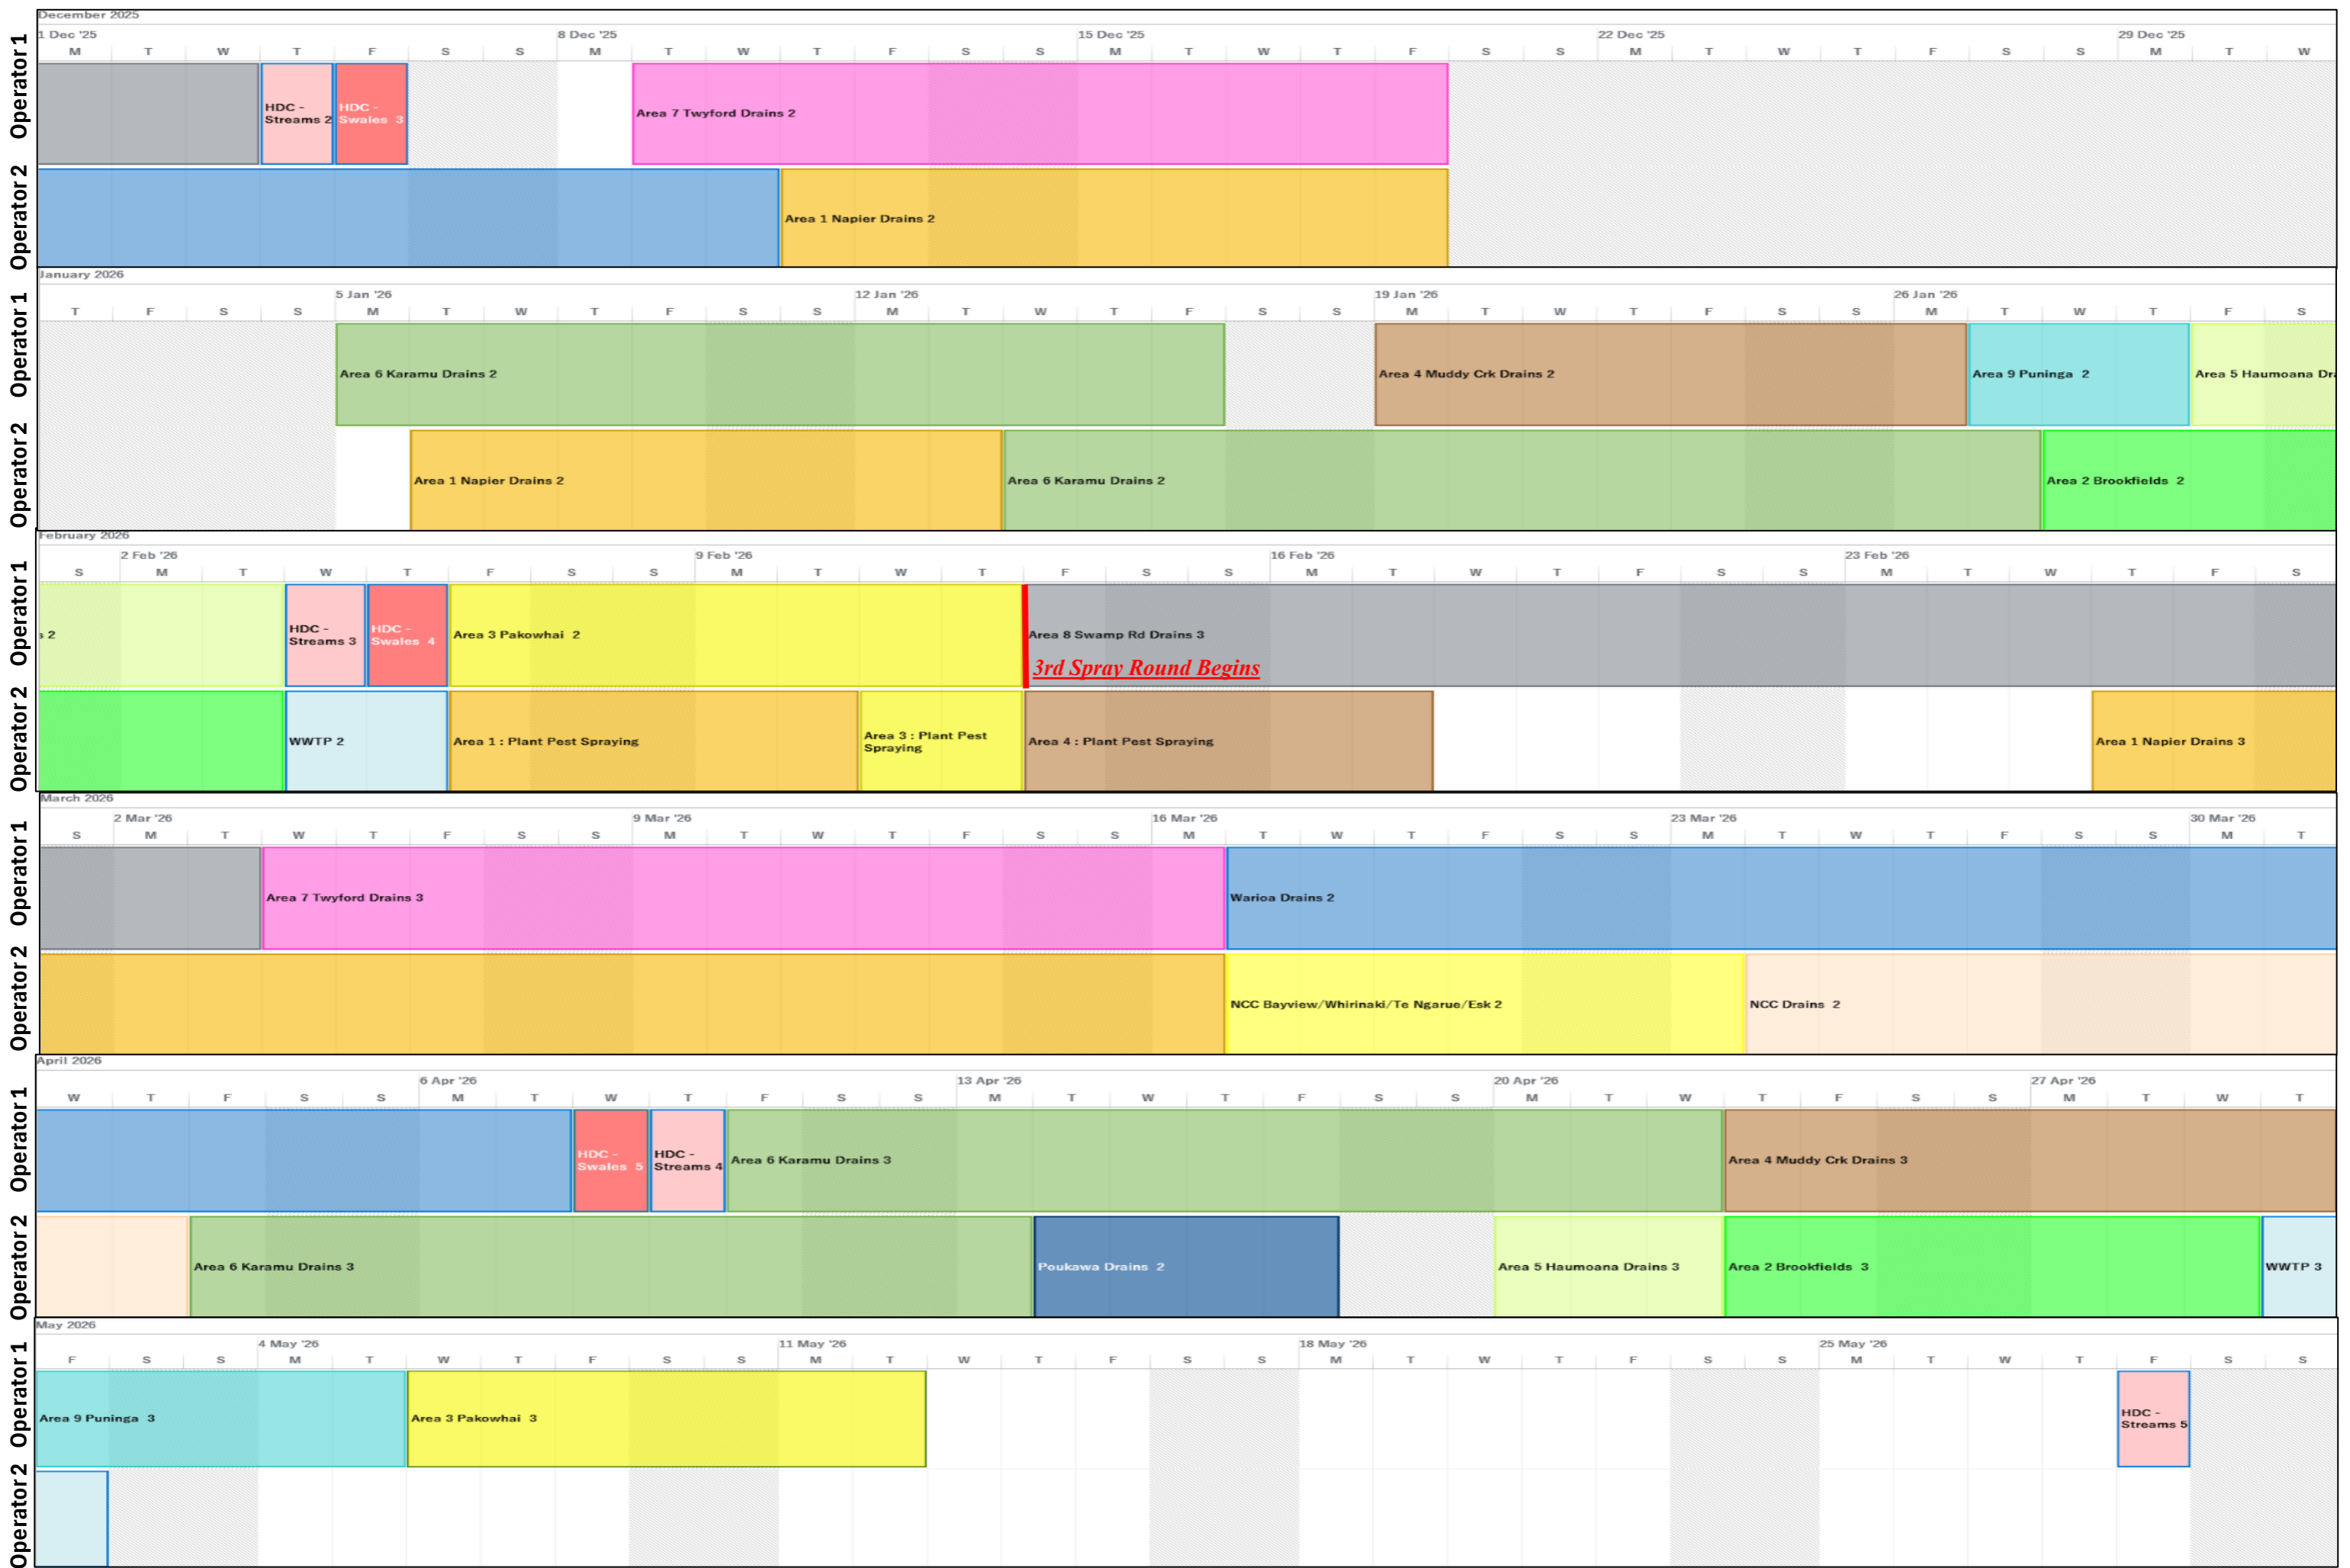 December 2025
1 Dec '25 8 Dec '25 15 Dec '25 22 Dec '25 29 Dec '25
M T W T F S S M T W T F S S M T W T F S S M T W T F S S M T W
Operator 1
HDC -
Streams 2
HDC -
Swales 3
Area 7 Twyford Drains 2
Operator 2
Area 1 Napier Drains 2
January 2026
5 Jan '26 12 Jan '26 19 Jan '26 26 Jan '26
T F S S M T W T F S S M T W T F S S M T W T F S S M T W T F S
Operator 1
Area 6 Karamu Drains 2
Area 4 Muddy Crk Drains 2
Area 9 Puninga 2
Area 5 Haumoana Dra
Operator 2
Area 1 Napier Drains 2
Area 6 Karamu Drains 2
Area 2 Brookfields 2
February 2026
2 Feb '26 9 Feb '26 16 Feb '26 23 Feb '26
S M T W T F S S M T W T F S S M T W T F S S M T W T F S
Operator 1
s 2
HDC -
Streams 3
HDC -
Swales 4
Area 3 Pakowhai 2
Area 8 Swamp Rd Drains 3
3rd Spray Round Begins
Operator 2
WWTP 2
Area 1 : Plant Pest Spraying
Area 3 : Plant Pest
Spraying
Area 4 : Plant Pest Spraying
Area 1 Napier Drains 3
March 2026
2 Mar '26 9 Mar '26 16 Mar '26 23 Mar '26 30 Mar '26
S M T W T F S S M T W T F S S M T W T F S S M T W T F S S M T
Operator 1
Area 7 Twyford Drains 3
Warioa Drains 2
Operator 2
NCC Bayview/Whirinaki/Te Ngarue/Esk 2
NCC Drains 2
April 2026
6 Apr '26 13 Apr '26 20 Apr '26 27 Apr '26
W T F S S M T W T F S S M T W T F S S M T W T F S S M T W T
Operator 1
HDC -
Swales 5
HDC -
Streams 4
Area 6 Karamu Drains 3
Area 4 Muddy Crk Drains 3
Operator 2
Area 6 Karamu Drains 3
Poukawa Drains 2
Area 5 Haumoana Drains 3
Area 2 Brookfields 3
WWTP 3
May 2026
4 May '26 11 May '26 18 May '26 25 May '26
F S S M T W T F S S M T W T F S S M T W T F S S M T W T F S S
Operator 1
Area 9 Puninga 3
Area 3 Pakowhai 3
HDC -
Streams 5
Operator 2